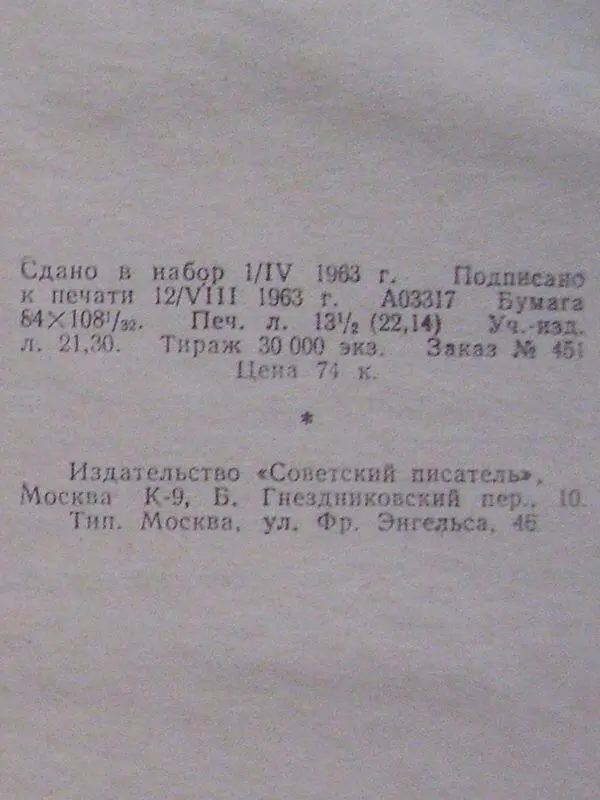 Сдано в набор 1/IV 1963 г. Подписано
к печати 12/VIII 1963 г. А03317 Бумага
84×108¹/₃₂. Печ. л. 13½ (22,14) Уч.-изд.
л. 21,30. Тираж 30 000 экз. Заказ № 451
Цена 74 к.
*
Издательство «Советский писатель»,
Москва К-9, Б. Гнездниковский пер., 10.
Тип. Москва, ул. Фр. Энгельса, 46